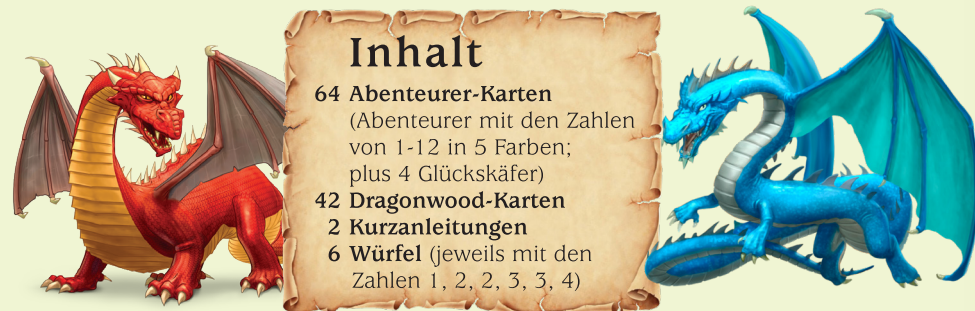 Inhalt
64 Abenteurer-Karten
(Abenteurer mit den Zahlen
von 1-12 in 5 Farben;
plus 4 Glückskäfer)
42 Dragonwood-Karten
2 Kurzanleitungen
6 Würfel (jeweils mit den
Zahlen 1, 2, 2, 3, 3, 4)